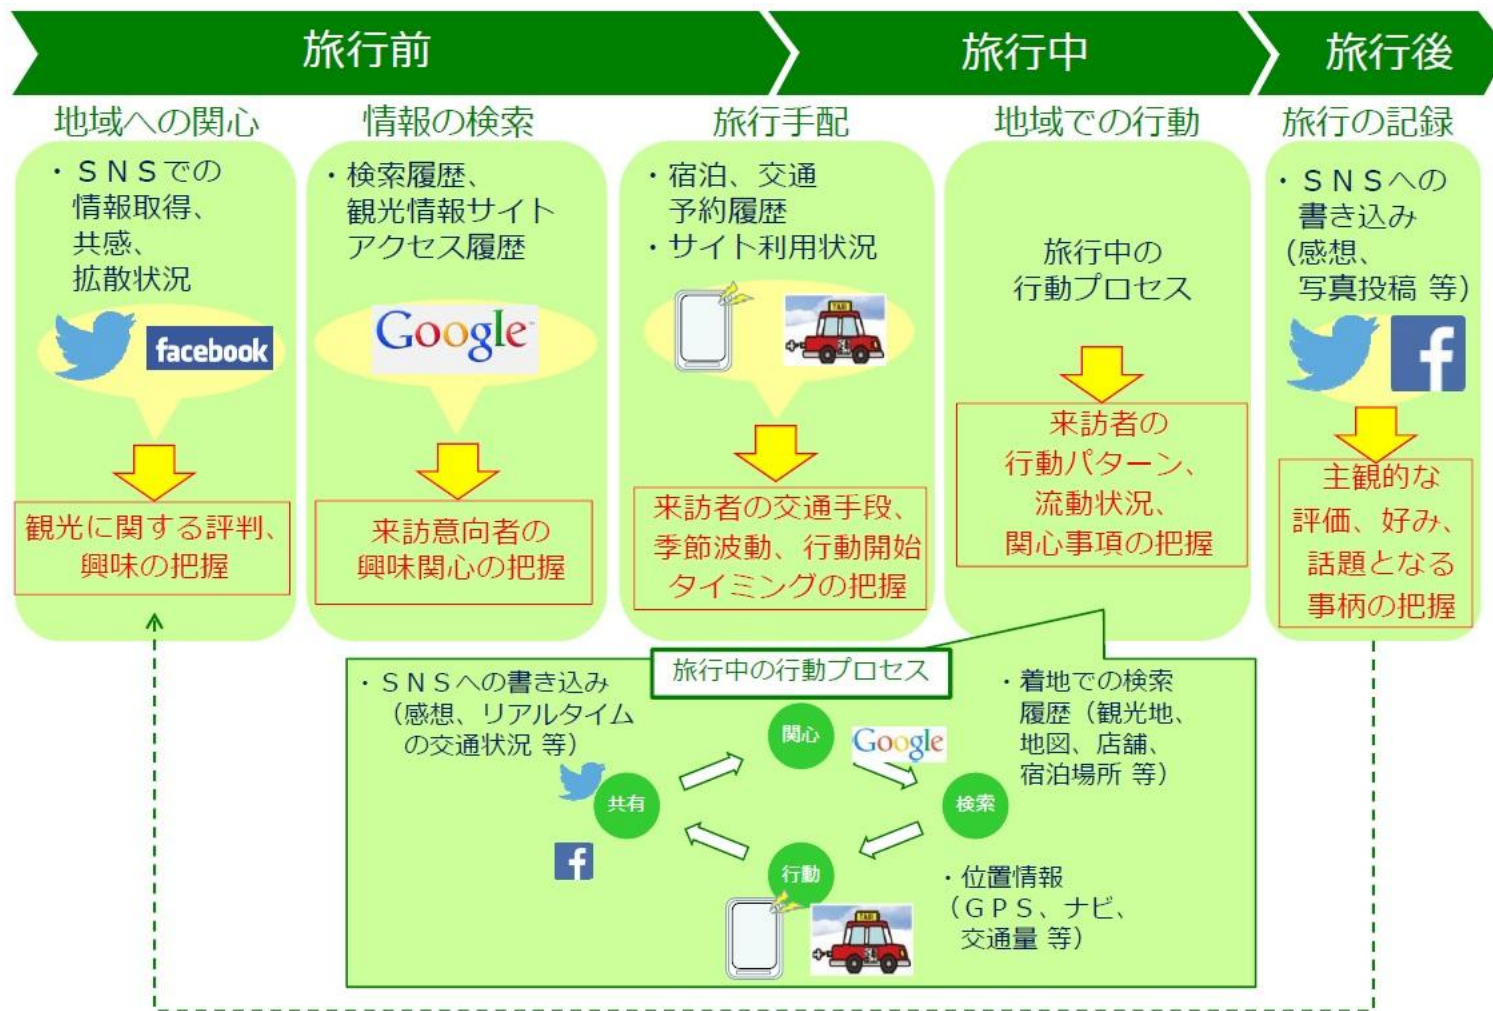 旅行前
旅行中
旅行後
地域への関心
・ＳＮＳでの
情報取得、
共感、
拡散状況
facebook
観光に関する評判、
興味の把握
情報の検索
・検索履歴、
観光情報サイト
アクセス履歴
Google
来訪意向者の
興味関心の把握
旅行手配
・宿泊、交通
予約履歴
・サイト利用状況
TAXI
来訪者の交通手段、
季節波動、行動開始
タイミングの把握
地域での行動
旅行中の
行動プロセス
来訪者の
行動パターン、
流動状況、
関心事項の把握
旅行の記録
・ＳＮＳへの
書き込み
（感想、
写真投稿 等）
f
主観的な
評価、好み、
話題となる
事柄の把握
旅行中の行動プロセス
・ＳＮＳへの書き込み
（感想、リアルタイム
の交通状況 等）
関心
Google
・着地での検索
履歴（観光地、
地図、店舗、
宿泊場所 等）
共有
検索
f
行動
・位置情報
（ＧＰＳ、ナビ、
交通量 等）
TAXI